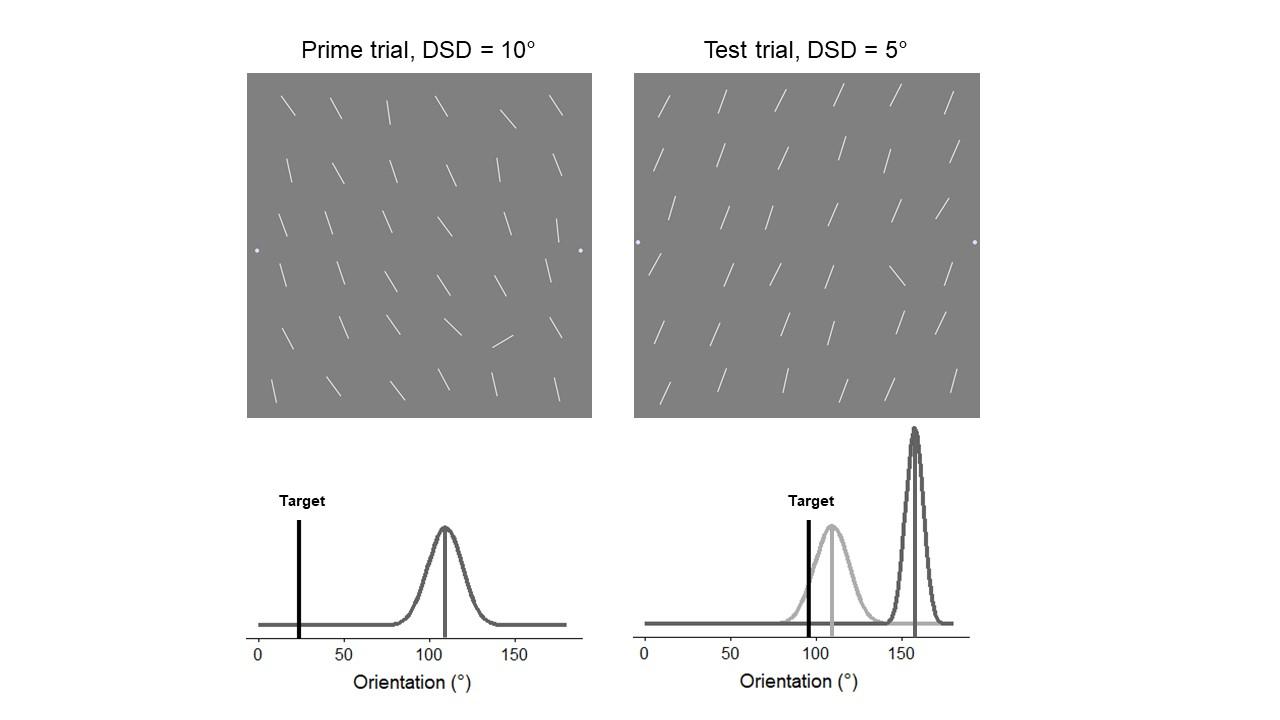 Prime trial, DSD = 10°
Test trial, DSD = 5°
Target
0 50 100 150
Orientation (°)
Target
0 50 100 150
Orientation (°)